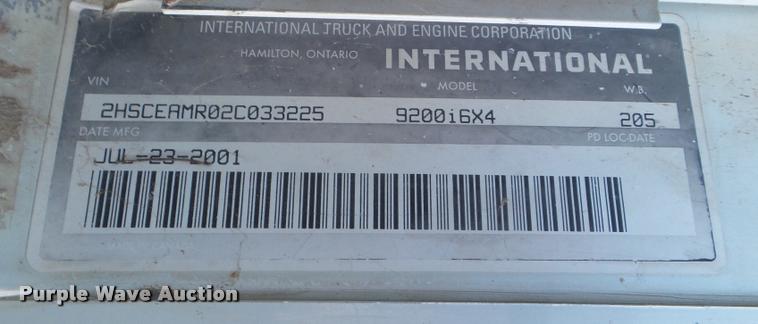 INTERNATIONAL TRUCK AND ENGINE CORPORATION
HAMILTON, ONTARIO INTERNATIONAL
VIN MODEL W.B.
2HSCEAMR02C033225 9200i6X4 205
DATE MFG PD LOC-DATE
JUL-23-2001
Purple Wave Auction